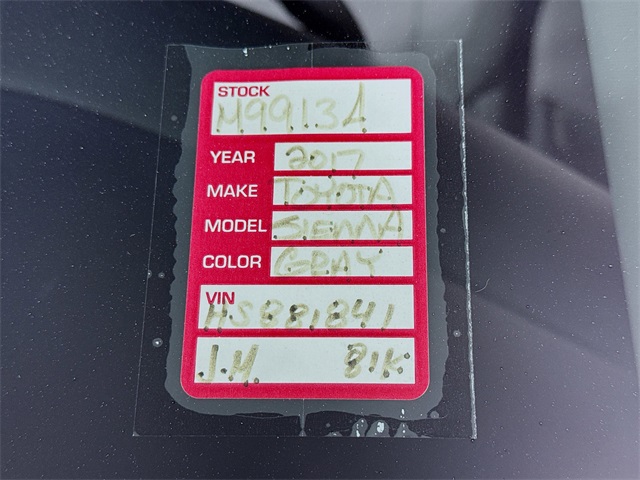 STOCK
M9913A
YEAR 2017
MAKE TOYOTA
MODEL SIENNA
COLOR GRAY
VIN
HS881841
J.M. 81K